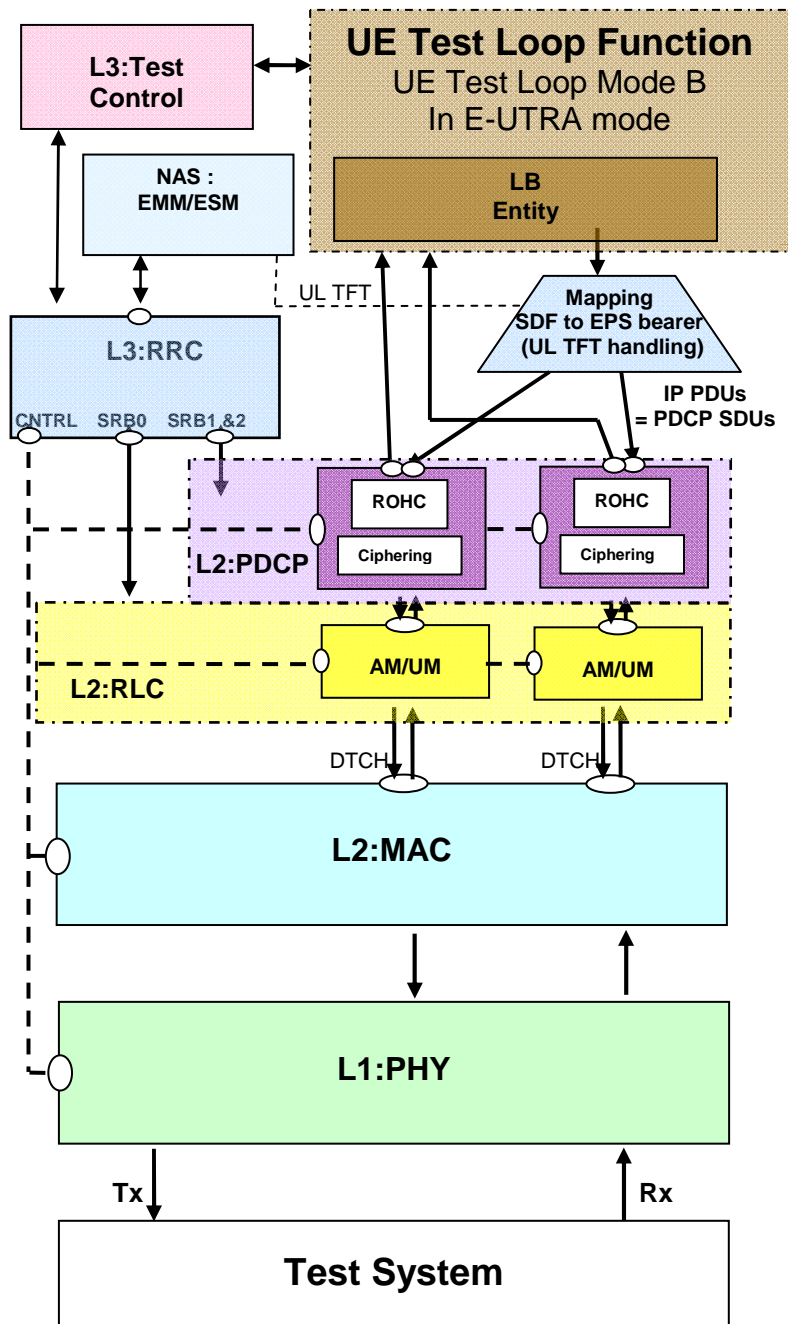 UE Test Loop Function
UE Test Loop Mode B
In E-UTRA mode
L3:Test
Control
LB
Entity
NAS :
EMM/ESM
UL TFT
Mapping
SDF to EPS bearer
(UL TFT handling)
L3:RRC
CNTRL
SRB0
SRB1 &2
IP PDUs
= PDCP SDUs
ROHC
Ciphering
ROHC
Ciphering
L2:PDCP
AM/UM
AM/UM
L2:RLC
DTCH
DTCH
L2:MAC
L1:PHY
Tx
Rx
Test System